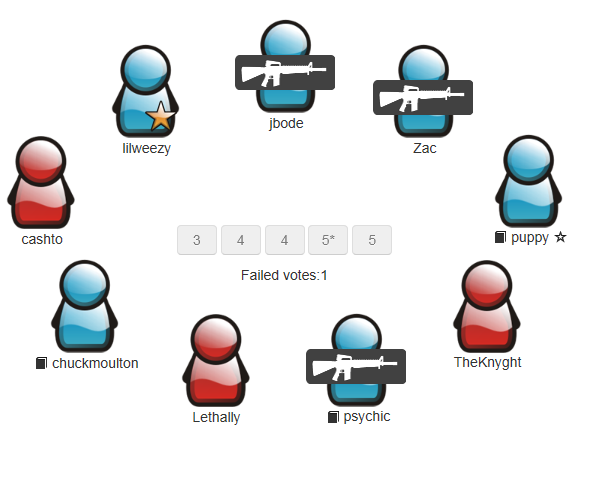 jbode
lilweezy
Zac
cashto
puppy
3 4 4 5* 5
Failed votes:1
chuckmoulton
TheKnyght
Lethally
psychic